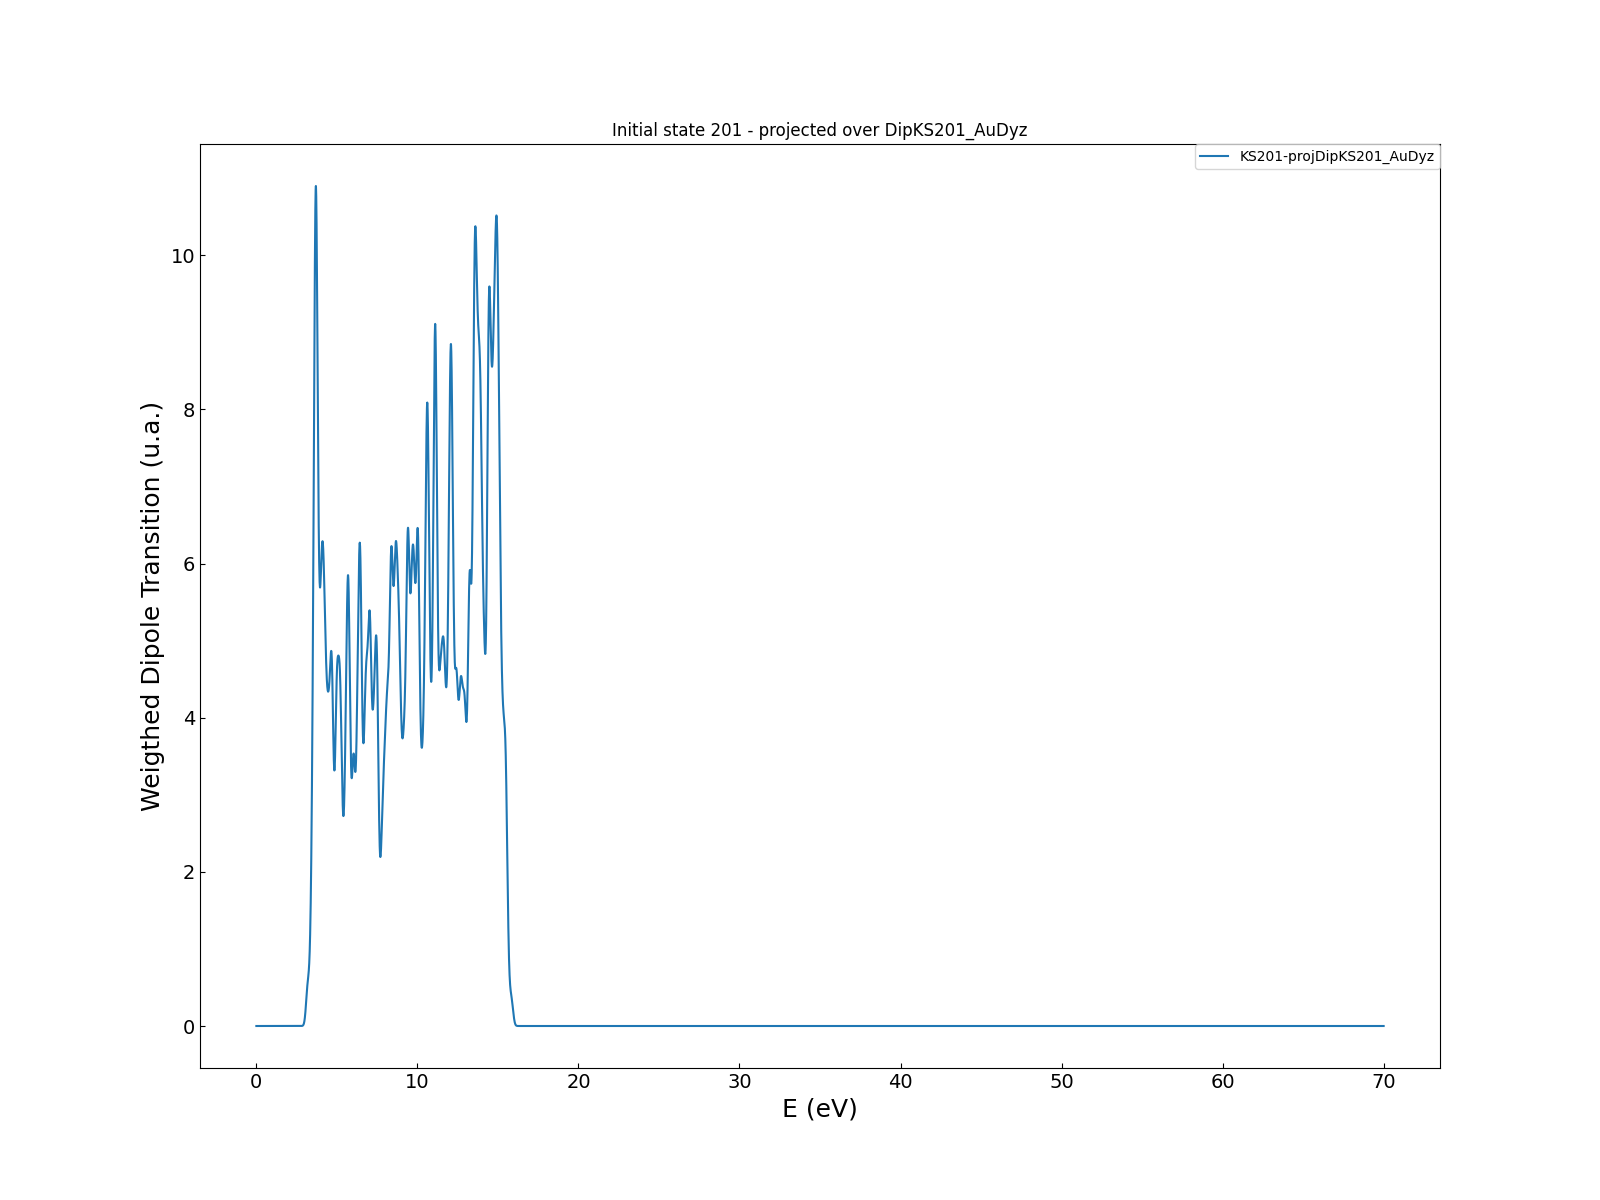 Initial state 201 - projected over DipKS201_AuDyz
KS201-projDipKS201_AuDyz
Weigthed Dipole Transition (u.a.)
10
8
6
4
2
0
0 10 20 30 40 50 60 70
E (eV)